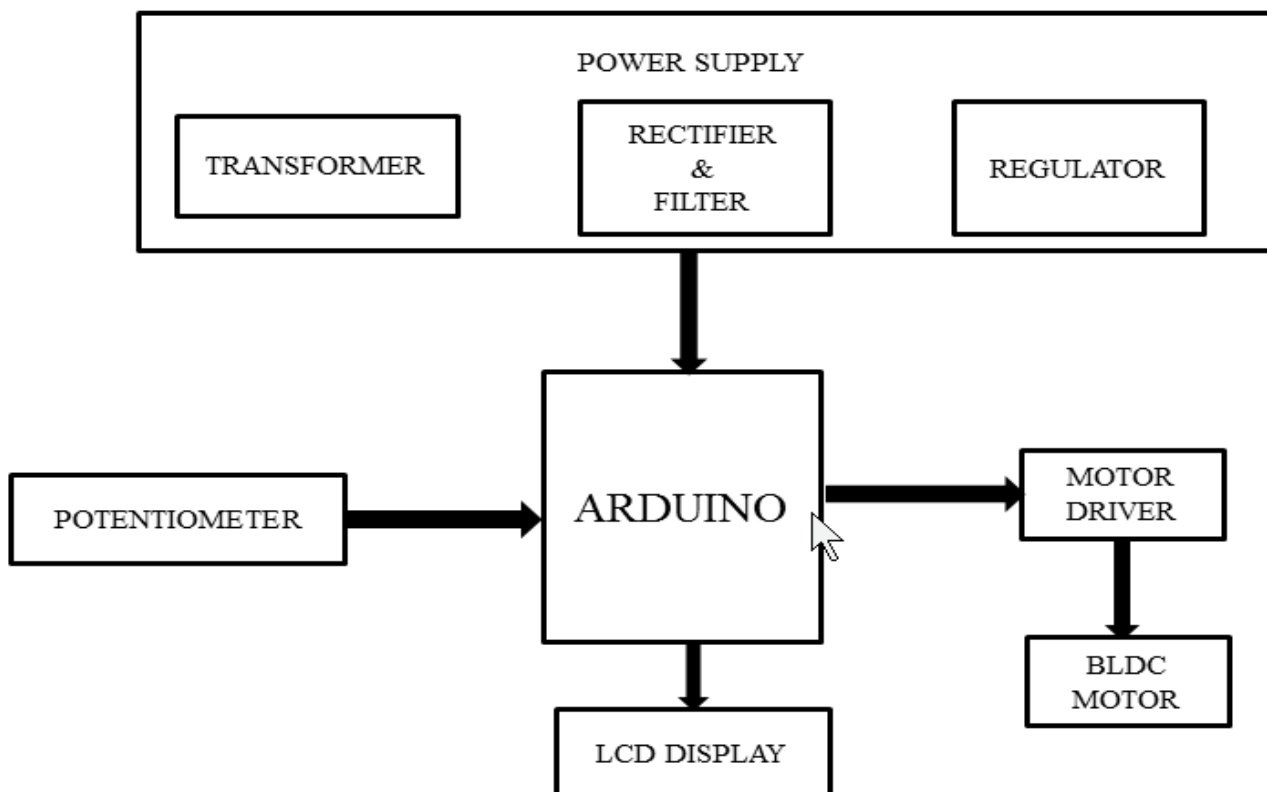 POWER SUPPLY
TRANSFORMER
RECTIFIER
&
FILTER
REGULATOR
POTENTIOMETER
ARDUINO
MOTOR
DRIVER
BLDC
MOTOR
LCD DISPLAY